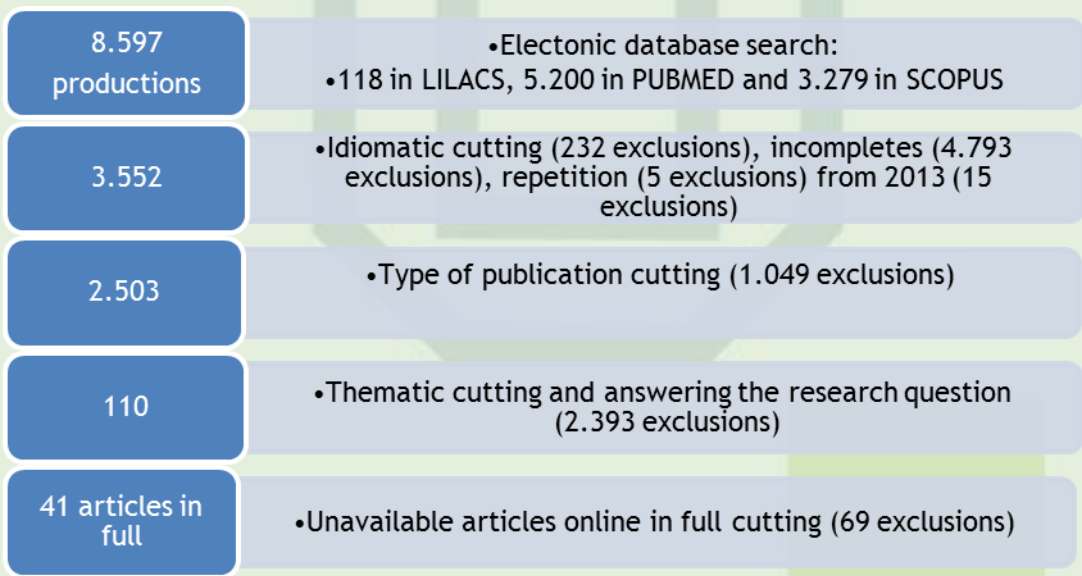 8.597
productions
•Electonic database search:
•118 in LILACS, 5.200 in PUBMED and 3.279 in SCOPUS
3.552
•Idiomatic cutting (232 exclusions), incompletes (4.793
exclusions), repetition (5 exclusions) from 2013 (15
exclusions)
2.503
•Type of publication cutting (1.049 exclusions)
110
•Thematic cutting and answering the research question
(2.393 exclusions)
41 articles in
full
•Unavailable articles online in full cutting (69 exclusions)